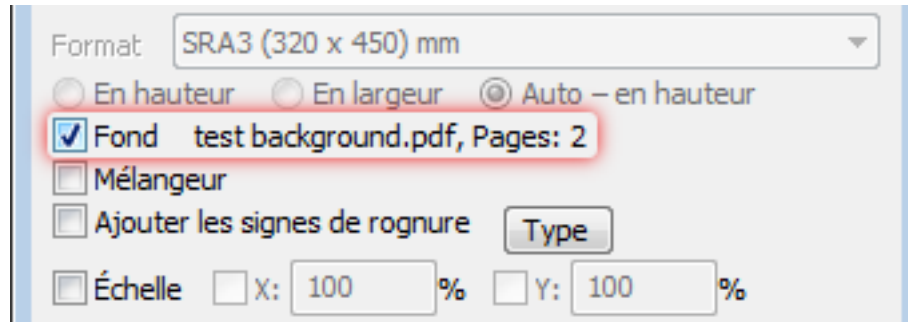 Format SRA3 (320 x 450) mm
En hauteur En largeur Auto – en hauteur
Fond test background.pdf, Pages: 2
Mélangeur
Ajouter les signes de rognure Type
Échelle X: 100 % Y: 100 %